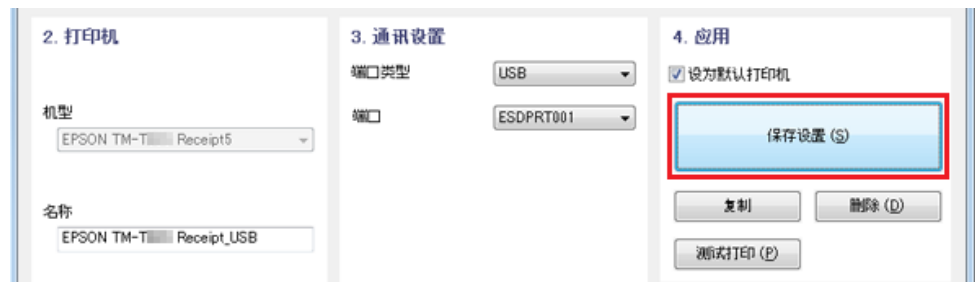 2. 打印机
机型
EPSON TM-T Receipt5
名称
EPSON TM-T Receipt_USB
3. 通讯设置
端口类型
USB
端口
ESDPRT001
4. 应用
设为默认打印机
保存设置 (S)
复制
删除 (D)
测试打印 (P)